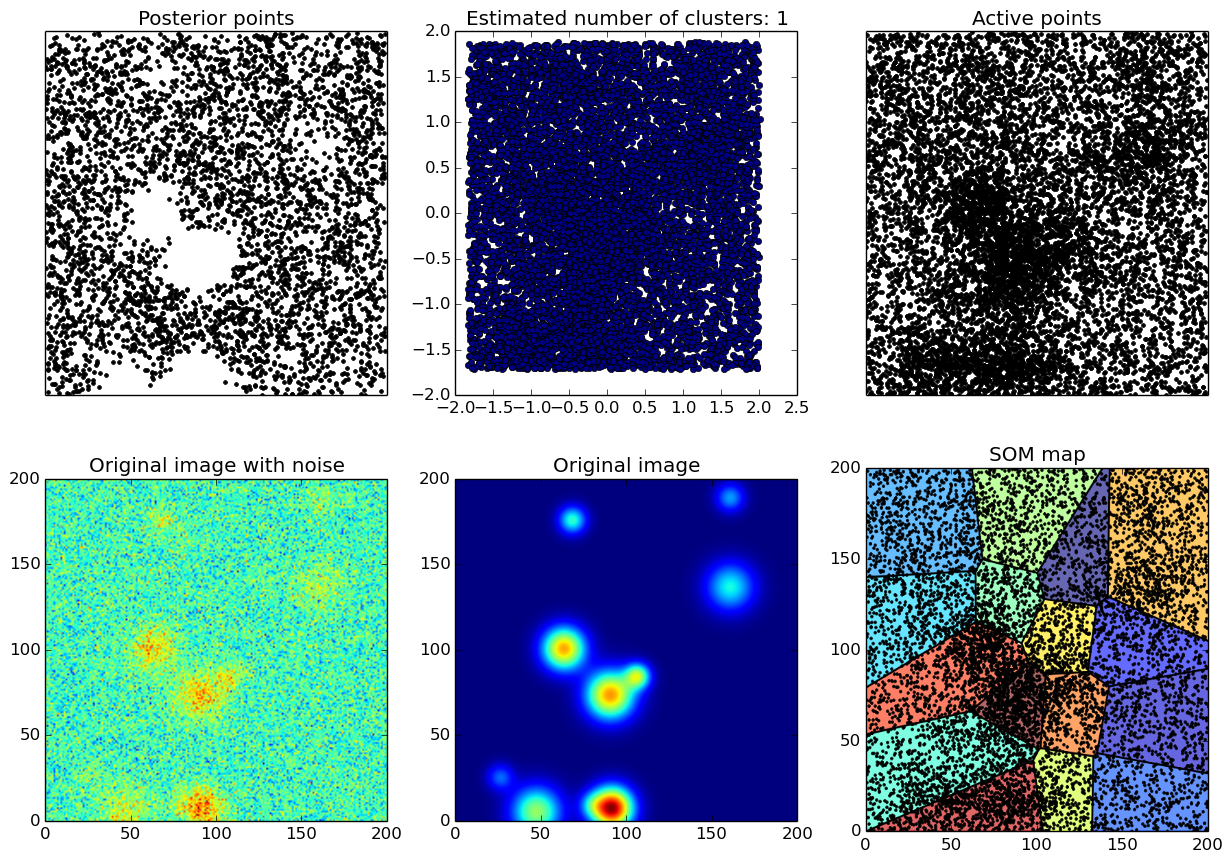 Posterior points
Estimated number of clusters: 1
Active points
2.0
1.5
1.0
0.5
0.0
−0.5
−1.0
−1.5
−2.0
−2.0 −1.5 −1.0 −0.5 0.0 0.5 1.0 1.5 2.0 2.5
Original image with noise
200
150
100
50
0
0 50 100 150 200
Original image
200
150
100
50
0
0 50 100 150 200
SOM map
200
150
100
50
0
0 50 100 150 200